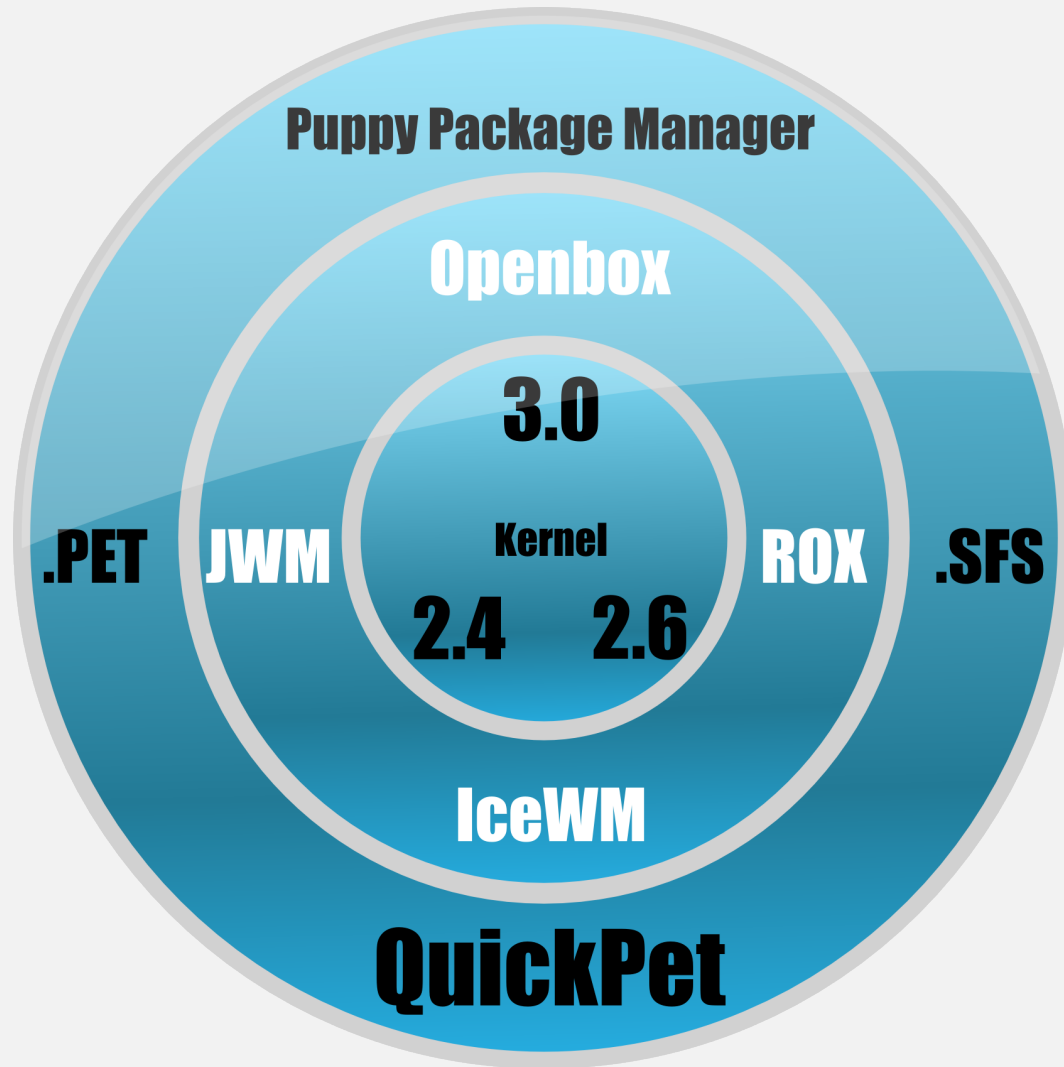 Puppy Package Manager
Openbox
3.0
.PET
JWM
Kernel
ROX
.SFS
2.4
2.6
IceWM
QuickPet